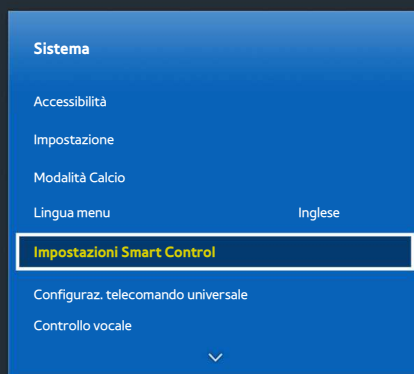 Sistema
Accessibilità
Impostazione
Modalità Calcio
Lingua menu Inglese
Impostazioni Smart Control
Configuraz. telecomando universale
Controllo vocale